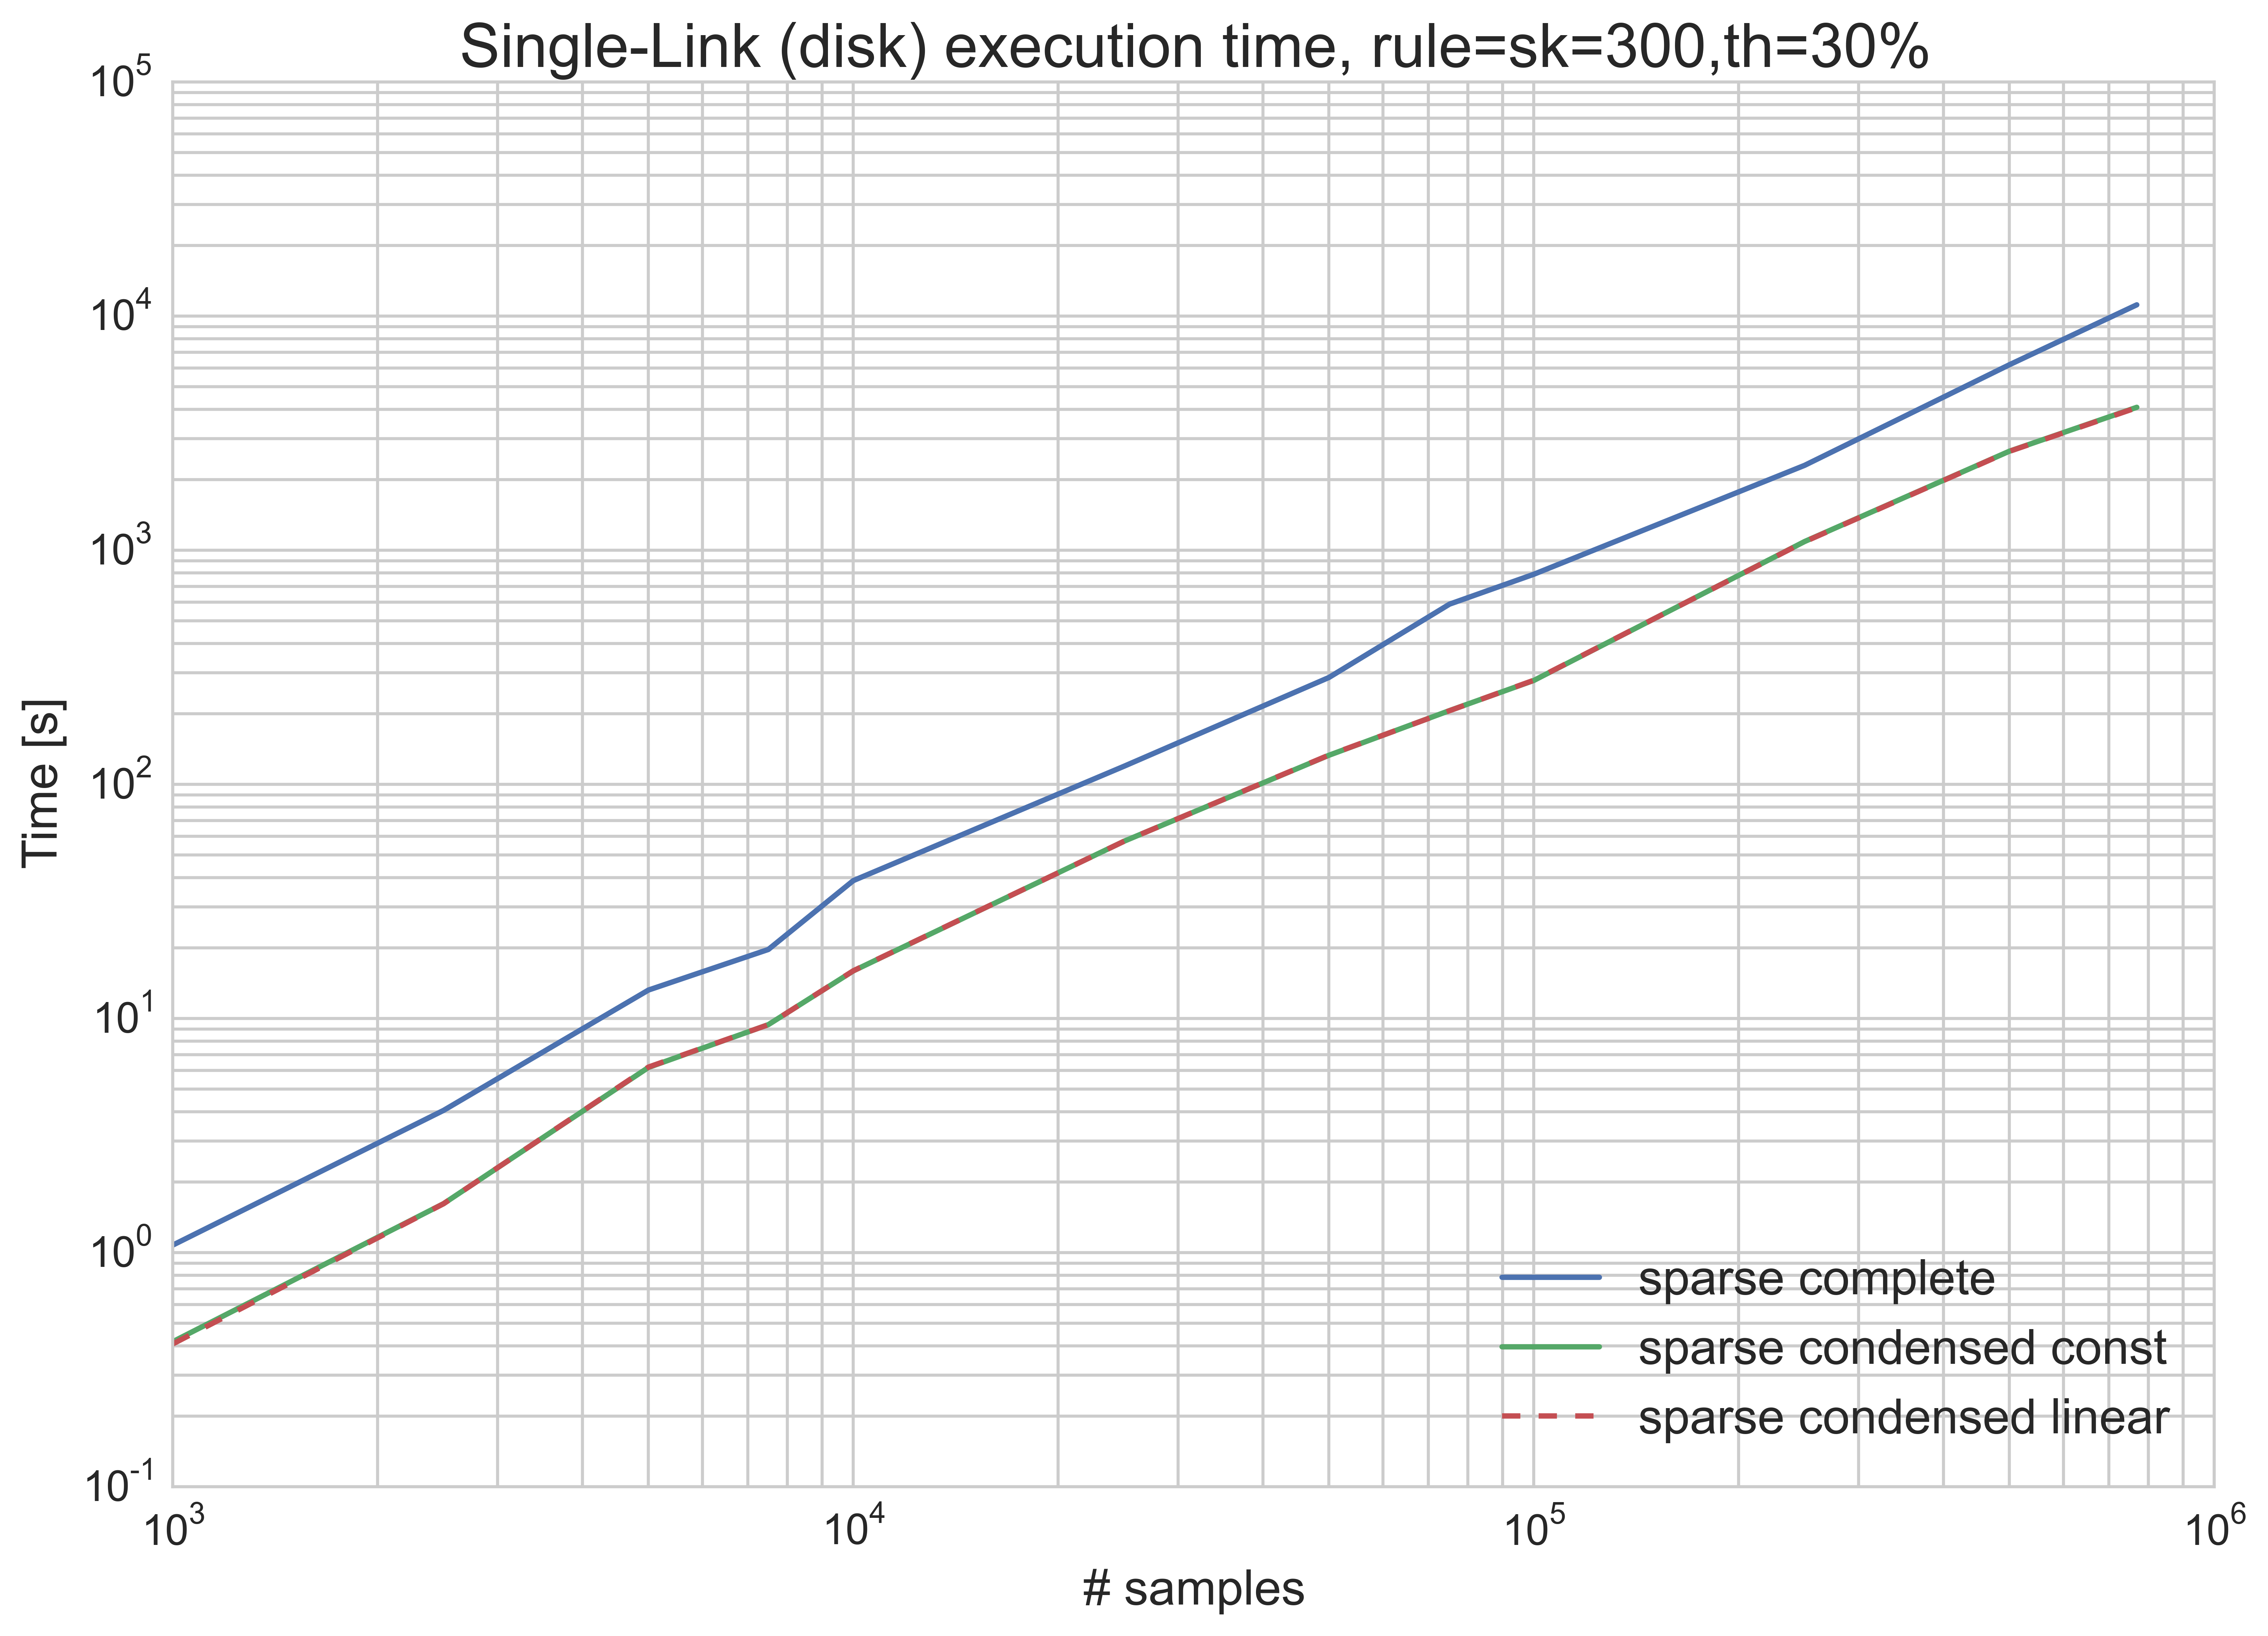 Single-Link (disk) execution time, rule=sk=300,th=30%
10^5
10^4
10^3
10^2
10^1
10^0
10^-1
Time [s]
sparse complete
sparse condensed const
sparse condensed linear
10^3 10^4 10^5 10^6
# samples